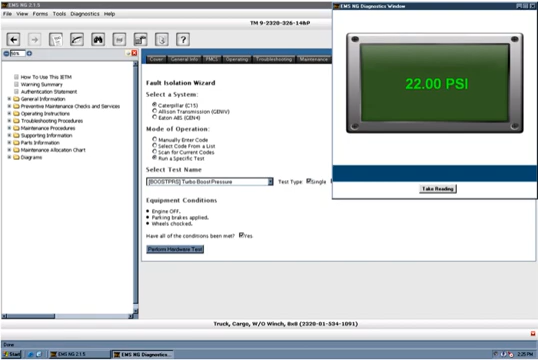 EMS NG 2.1.5
File View Forms Tools Diagnostics Help
TM 9-2320-326-14&P
Cover General Info PMCS Operating Troubleshooting Maintenance
How To Use This IETM
Warning Summary
Authentication Statement
General Information
Preventive Maintenance Checks and Services
Operating Instructions
Troubleshooting Procedures
Maintenance Procedures
Supporting Information
Parts Information
Maintenance Allocation Chart
Diagrams
Fault Isolation Wizard
Select a System:
Caterpillar (C15)
Allison Transmission (GENIV)
Eaton AES (GEN4)
Mode of Operation:
Manually Enter Code
Select Code From a List
Scan for Current Codes
Run a Specific Test
Select Test Name
[BOOSTPRS] Turbo Boost Pressure Test Type Single
Equipment Conditions
Engine OFF.
Parking brakes applied.
Wheels chocked.
Have all of the conditions been met? Yes
Perform Hardware Test
EMS NG Diagnostics Window
22.00 PSI
Take Reading
Truck, Cargo, W/O Winch, 8x8 (2320-01-534-1891)
Done
Start EMS NG 2.1.5 EMS NG Diagnostics... 2:25 PM